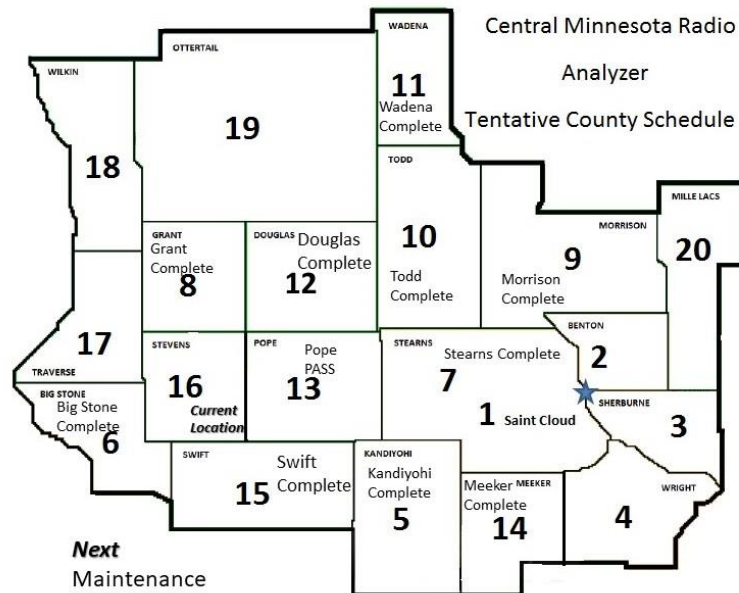 Central Minnesota Radio
Analyzer
Tentative County Schedule
WADENA
11
Wadena
Complete
OTTERTAIL
19
WILKIN
18
TODD
10
Todd
Complete
MORRISON
9
Morrison
Complete
MILLE LACS
20
GRANT
Grant
Complete
8
DOUGLAS
Douglas
Complete
12
17
TRAVERSE
STEVENS
16
Current
Location
POPE
Pope
PASS
13
STEARNS
Stearns Complete
7
1 Saint Cloud
BENTON
2
SHERBURNE
3
BIG STONE
Big Stone
Complete
6
SWIFT
Swift
Complete
15
KANDIYOHI
Kandiyohi
Complete
5
Meeker MEEKER
Complete
14
WRIGHT
4
Next
Maintenance